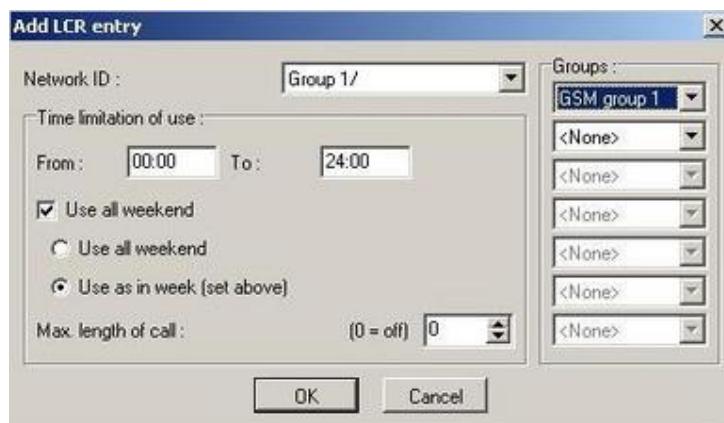 Add LCR entry
Network ID :
Group 1/
Time limitation of use :
From :
00:00
To :
24:00
Use all weekend
Use all weekend
Use as in week (set above)
Max. length of call :
(0 = off)
0
Groups :
GSM group 1
<None>
<None>
<None>
<None>
<None>
<None>
OK
Cancel